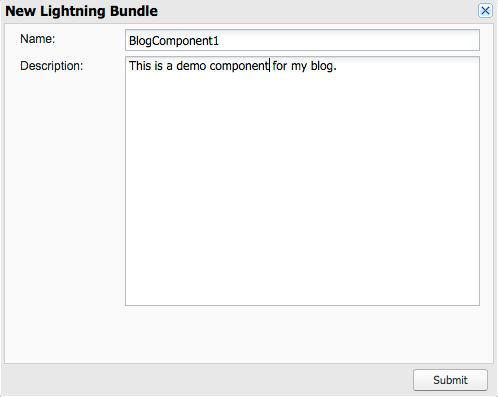 New Lightning Bundle
Name:
BlogComponent1
Description:
This is a demo component for my blog.
Submit